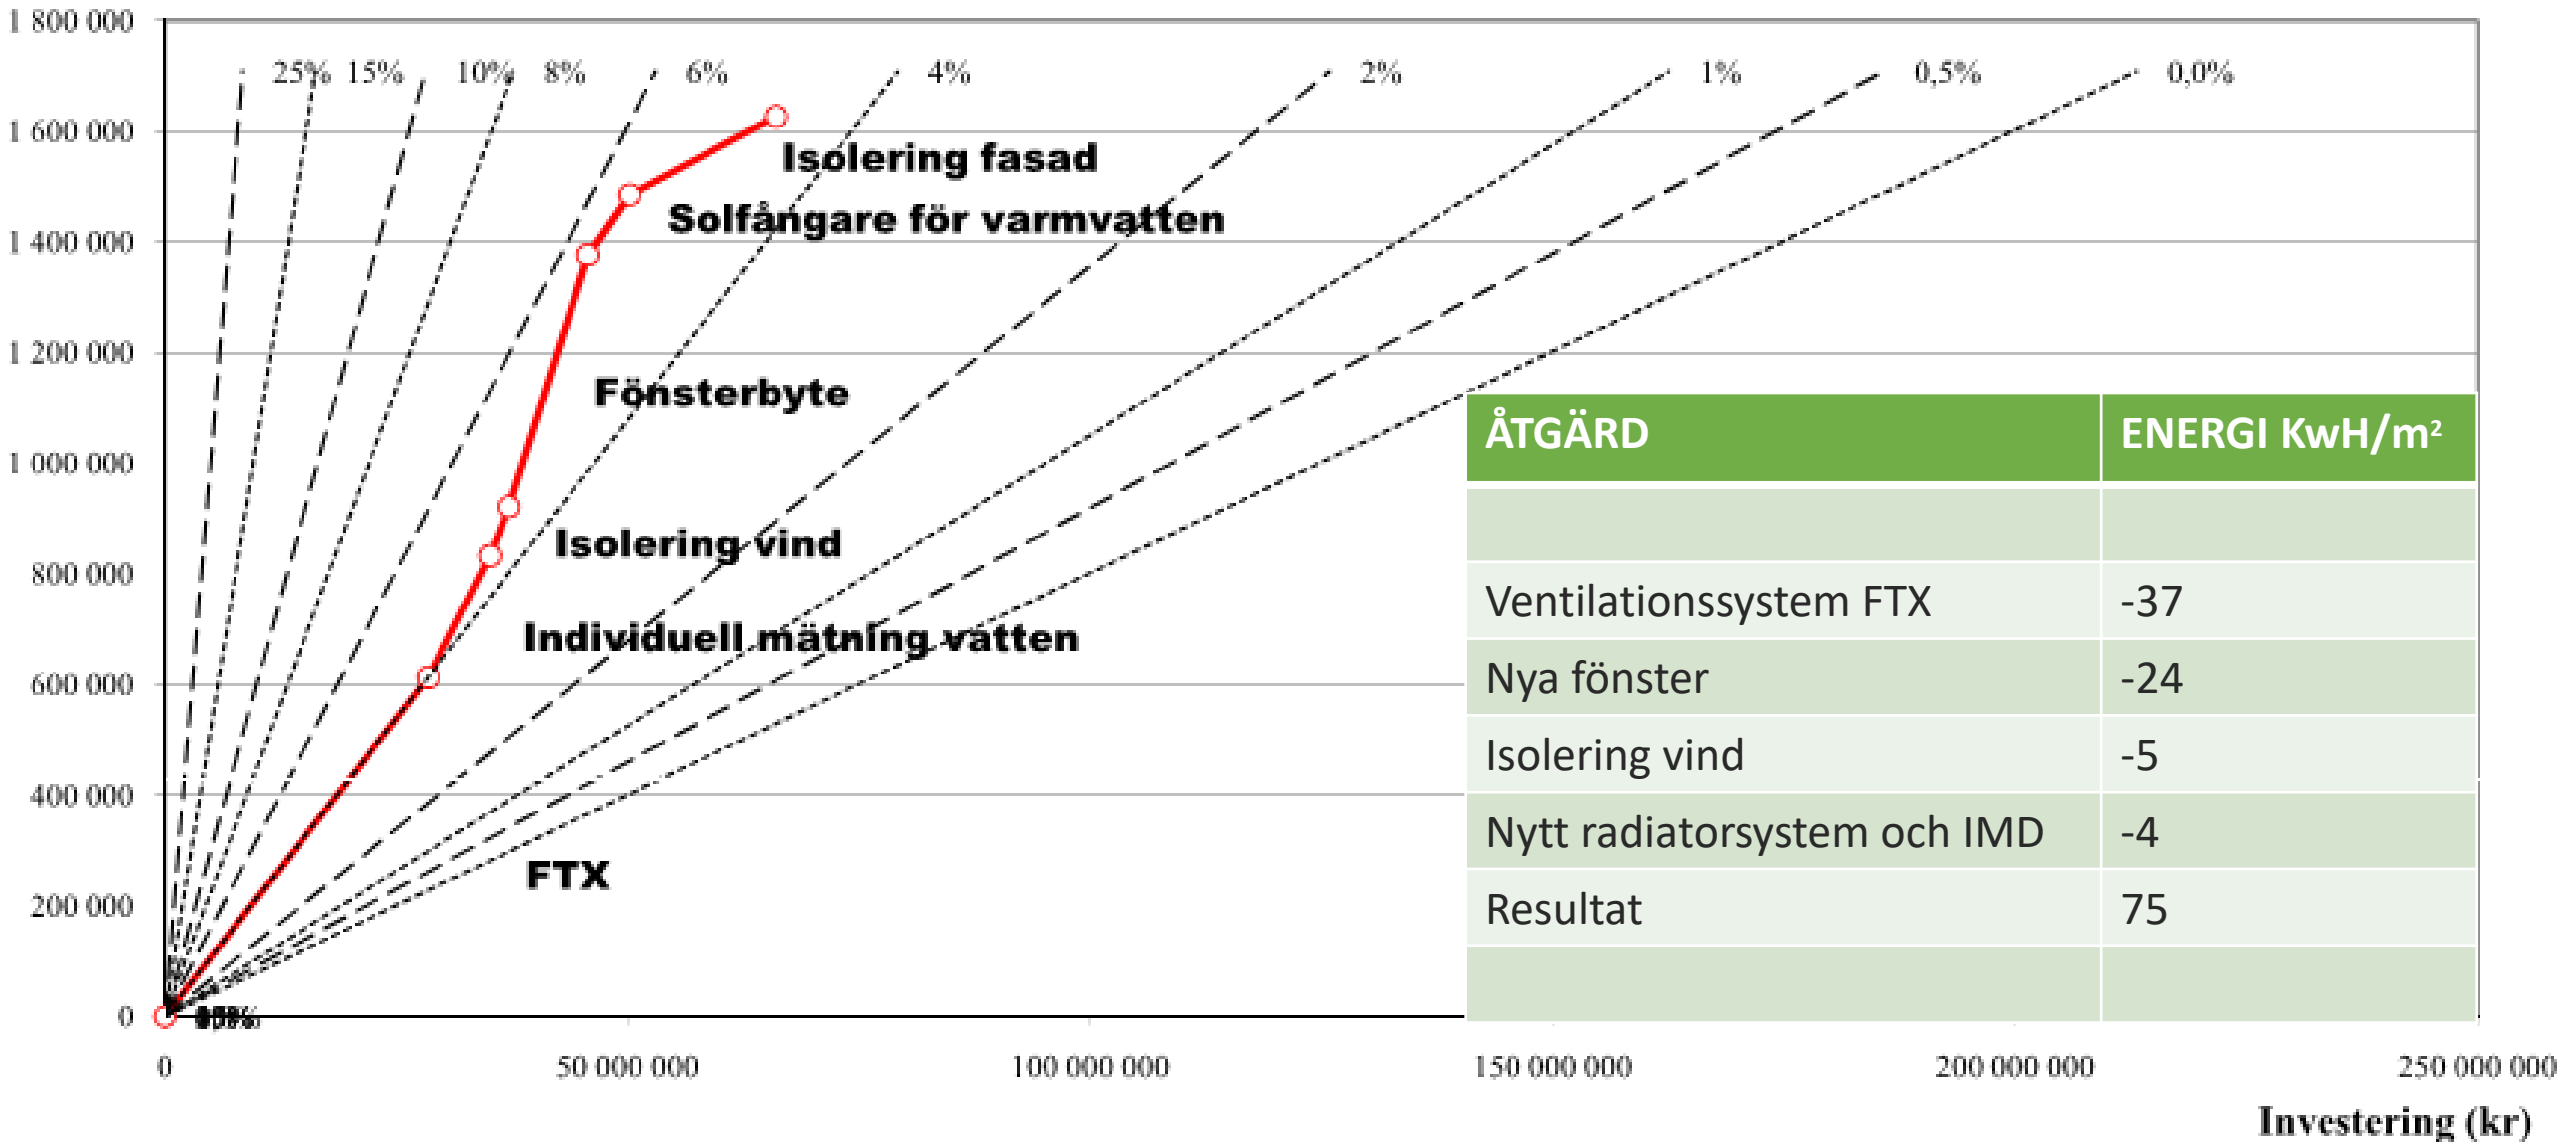 1 800 000
25% 15% 10% 8% 6% 4% 2% 1% 0,5% 0,0%
1 600 000
Isolering fasad
Solfångare för varmvatten
1 400 000
1 200 000
Fönsterbyte
1 000 000
Isolering vind
800 000
Individuell mätning vatten
600 000
400 000
FTX
200 000
0
ÅTGÄRD ENERGI KwH/m²
Ventilationssystem FTX -37
Nya fönster -24
Isolering vind -5
Nytt radiatorsystem och IMD -4
Resultat 75
0 50 000 000 100 000 000 150 000 000 200 000 000 250 000 000
Investering (kr)